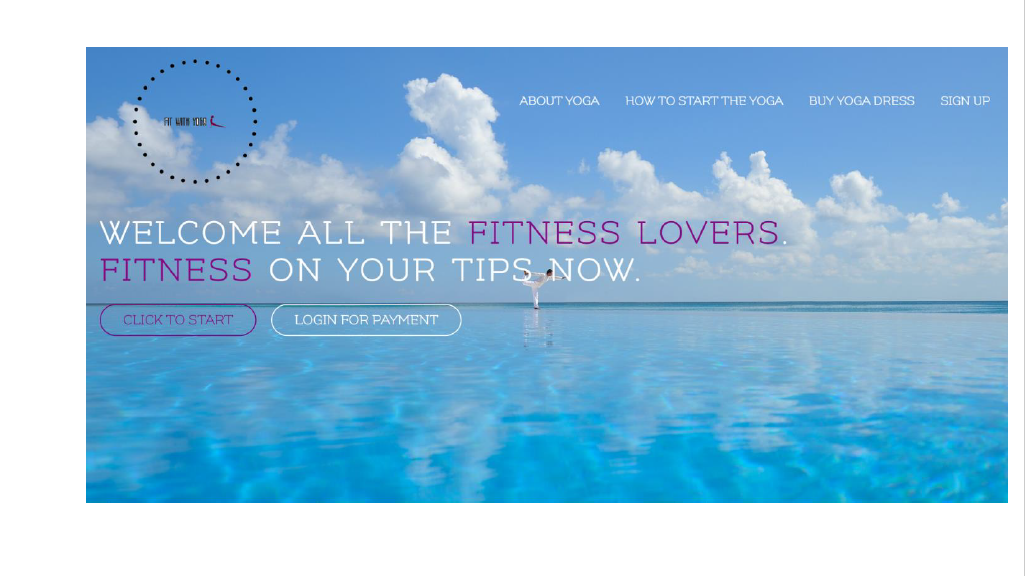 FIT WITH YOGA
ABOUT YOGA HOW TO START THE YOGA BUY YOGA DRESS SIGN UP
WELCOME ALL THE FITNESS LOVERS.
FITNESS ON YOUR TIPS NOW.
CLICK TO START LOGIN FOR PAYMENT